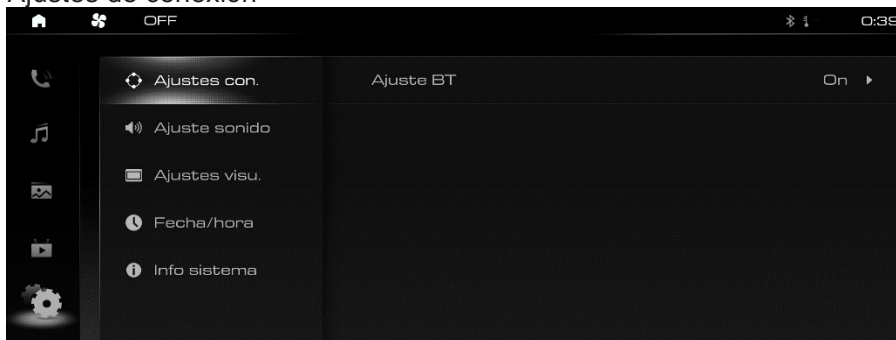 Ajustes de conexión
OFF
0:39
Ajustes con.
Ajuste BT
On
Ajuste sonido
Ajustes visu.
Fecha/hora
Info sistema